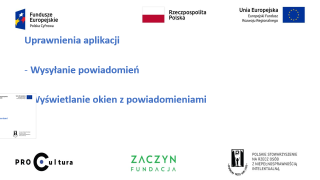 Fundusze
Europejskie
Polska Cyfrowa
Rzeczpospolita
Polska
Unia Europejska
Europejski Fundusz
Rozwoju Regionalnego
Uprawnienia aplikacji
- Wysyłanie powiadomień
Wyświetlanie okien z powiadomieniami
PRO Cultura
ZACZYN
FUNDACJA
POLSKIE STOWARZYSZENIE
NA RZECZ OSÓB
Z NIEPEŁNOSPRAWNOŚCIĄ
INTELEKTUALNĄ